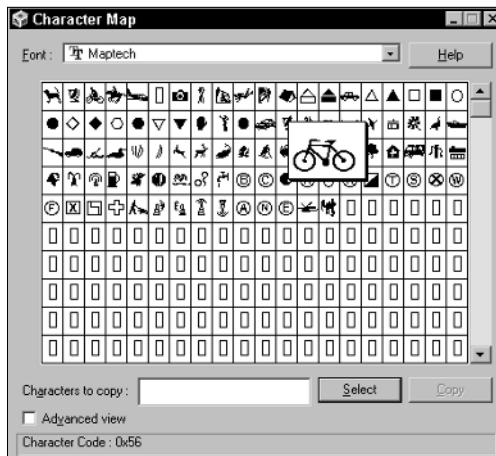 Character Map
Font : Maptech
Help
Characters to copy :
Select
Copy
Advanced view
Character Code : 0x56